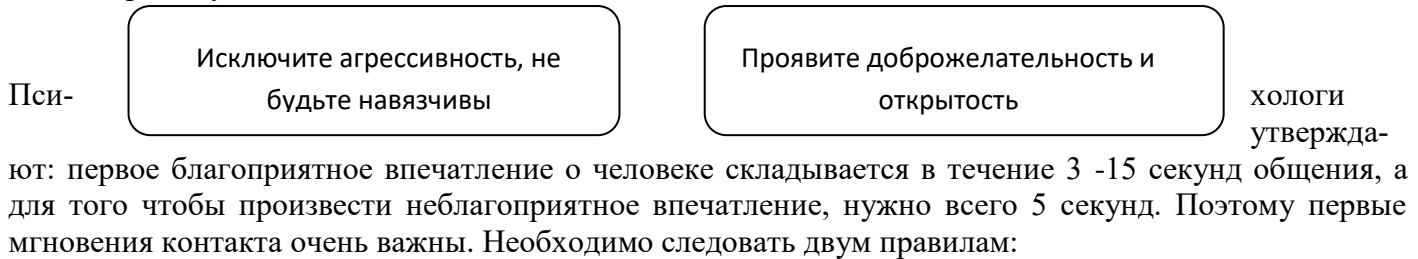 Исключите агрессивность, не
будьте навязчивы
Проявите доброжелательность и
открытость
Пси- хологи
утвержда-
ют: первое благоприятное впечатление о человеке складывается в течение 3 -15 секунд общения, а
для того чтобы произвести неблагоприятное впечатление, нужно всего 5 секунд. Поэтому первые
мгновения контакта очень важны. Необходимо следовать двум правилам: